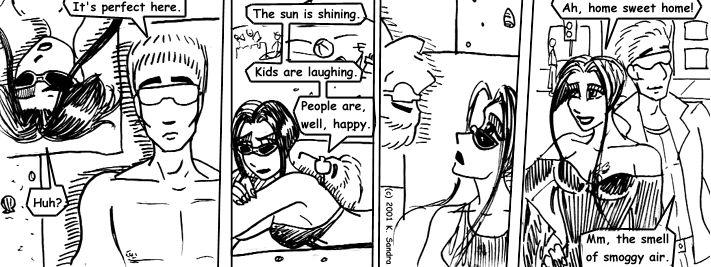 It's perfect here.
Huh?
The sun is shining.
Kids are laughing.
People are,
well, happy.
(c) 2001 K. Sandra
Ah, home sweet home!
Mm, the smell
of smoggy air.